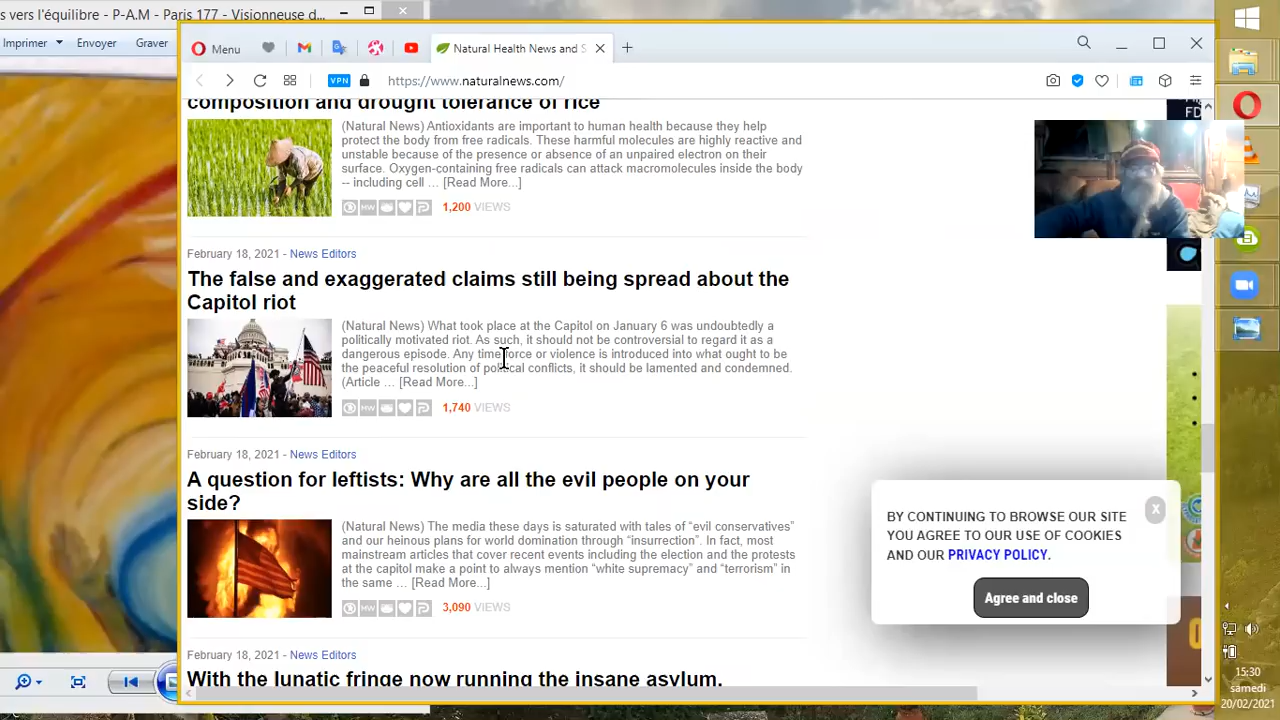 s vers l'équilibre - P-A-M - Paris 177 - Visionneuse d...
Imprimer Envoyer Graver
Menu
Natural Health News and S
VPN https://www.naturalnews.com/
composition and drought tolerance of rice
(Natural News) Antioxidants are important to human health because they help
protect the body from free radicals. These harmful molecules are highly reactive and
unstable because of the presence or absence of an unpaired electron on their
surface. Oxygen-containing free radicals can attack macromolecules inside the body
-- including cell … [Read More...]
1,200 VIEWS
FD
February 18, 2021 - News Editors
The false and exaggerated claims still being spread about the
Capitol riot
(Natural News) What took place at the Capitol on January 6 was undoubtedly a
politically motivated riot. As such, it should not be controversial to regard it as a
dangerous episode. Any time force or violence is introduced into what ought to be
the peaceful resolution of political conflicts, it should be lamented and condemned.
(Article … [Read More...]
1,740 VIEWS
February 18, 2021 - News Editors
A question for leftists: Why are all the evil people on your
side?
(Natural News) The media these days is saturated with tales of “evil conservatives”
and our heinous plans for world domination through “insurrection”. In fact, most
mainstream articles that cover recent events including the election and the protests
at the capitol make a point to always mention “white supremacy” and “terrorism” in
the same … [Read More...]
3,090 VIEWS
February 18, 2021 - News Editors
With the lunatic fringe now running the insane asylum,
BY CONTINUING TO BROWSE OUR SITE
YOU AGREE TO OUR USE OF COOKIES
AND OUR PRIVACY POLICY.
X
Agree and close
15:30
samedi
20/02/2021